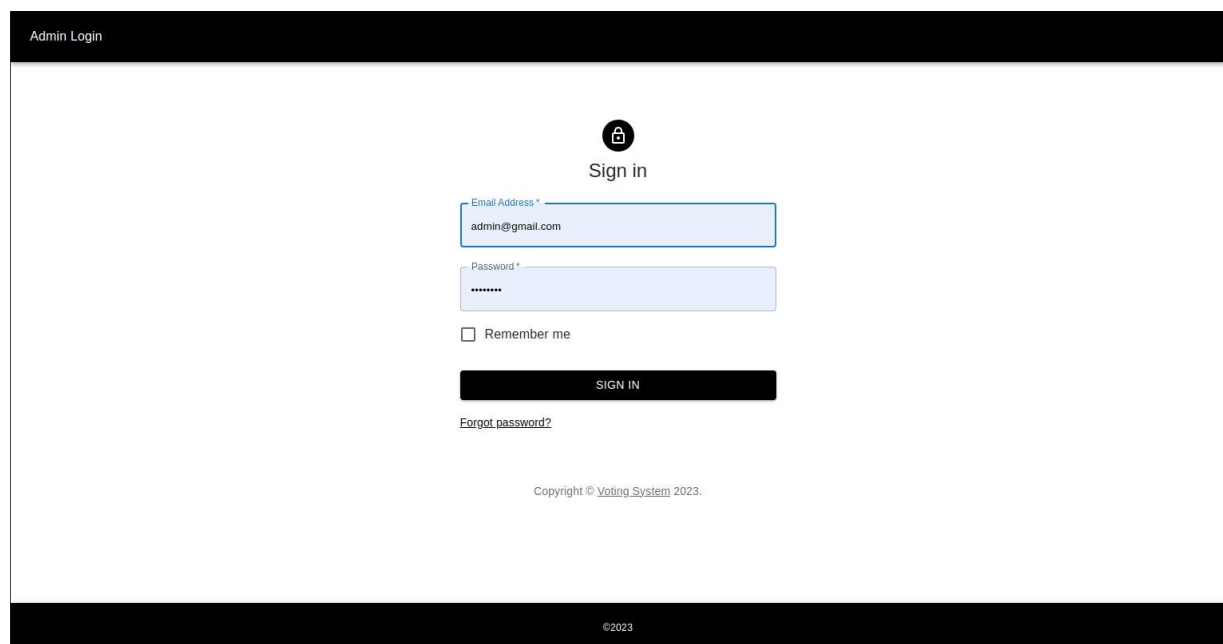 Admin Login
Sign in
Email Address *
admin@gmail.com
Password *
••••••••
Remember me
SIGN IN
Forgot password?
Copyright © Voting System 2023.
©2023